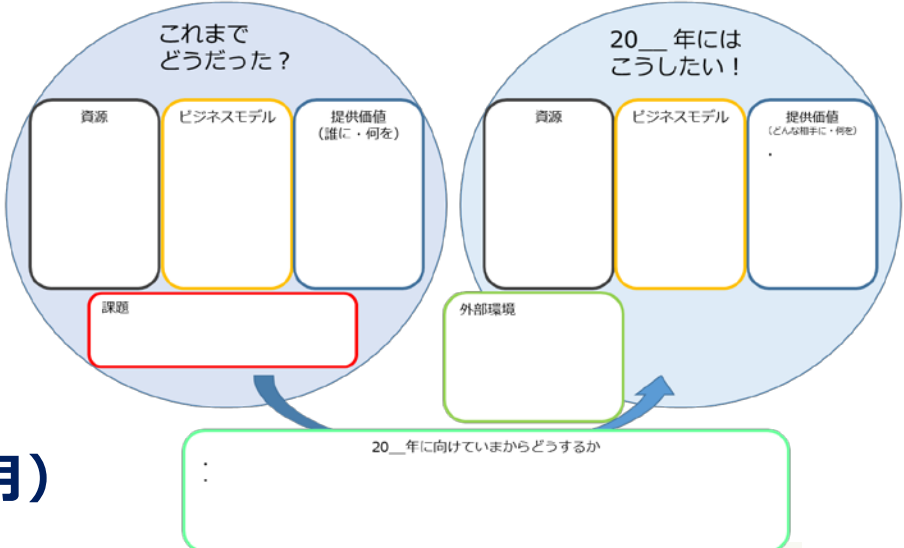 これまで
どうだった？
資源
ビジネスモデル
提供価値
（誰に・何を）
課題
20__ 年には
こうしたい！
資源
ビジネスモデル
提供価値
（どんな相手に・何を）
・
外部環境
20__年に向けていまからどうするか
・
・
月）